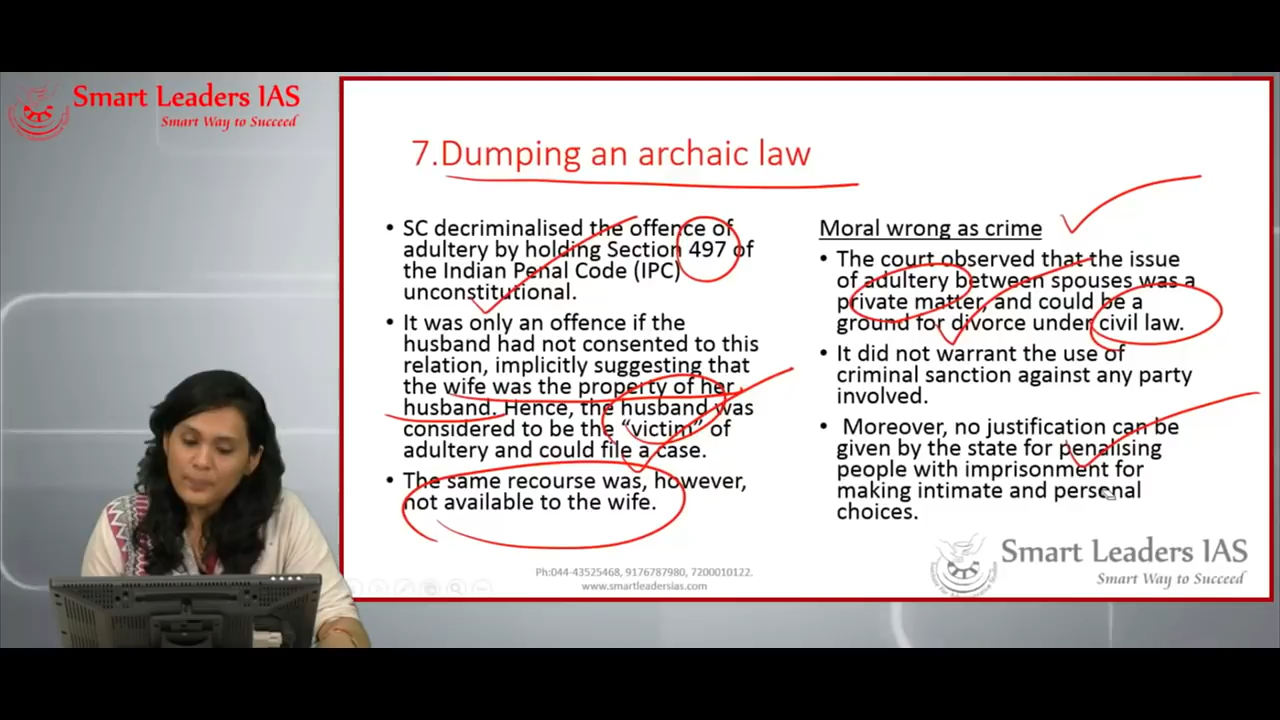 Smart Leaders IAS
Smart Way to Succeed
7.Dumping an archaic law
• SC decriminalised the offence of
adultery by holding Section 497 of
the Indian Penal Code (IPC)
unconstitutional.
• It was only an offence if the
husband had not consented to this
relation, implicitly suggesting that
the wife was the property of her
husband. Hence, the husband was
considered to be the “victim” of
adultery and could file a case.
• The same recourse was, however,
not available to the wife.
Moral wrong as crime
• The court observed that the issue
of adultery between spouses was a
private matter, and could be a
ground for divorce under civil law.
• It did not warrant the use of
criminal sanction against any party
involved.
• Moreover, no justification can be
given by the state for penalising
people with imprisonment for
making intimate and personal
choices.
Ph:044-43525468, 9176787980, 7200010122.
www.smartleadersias.com
Smart Leaders IAS
Smart Way to Succeed